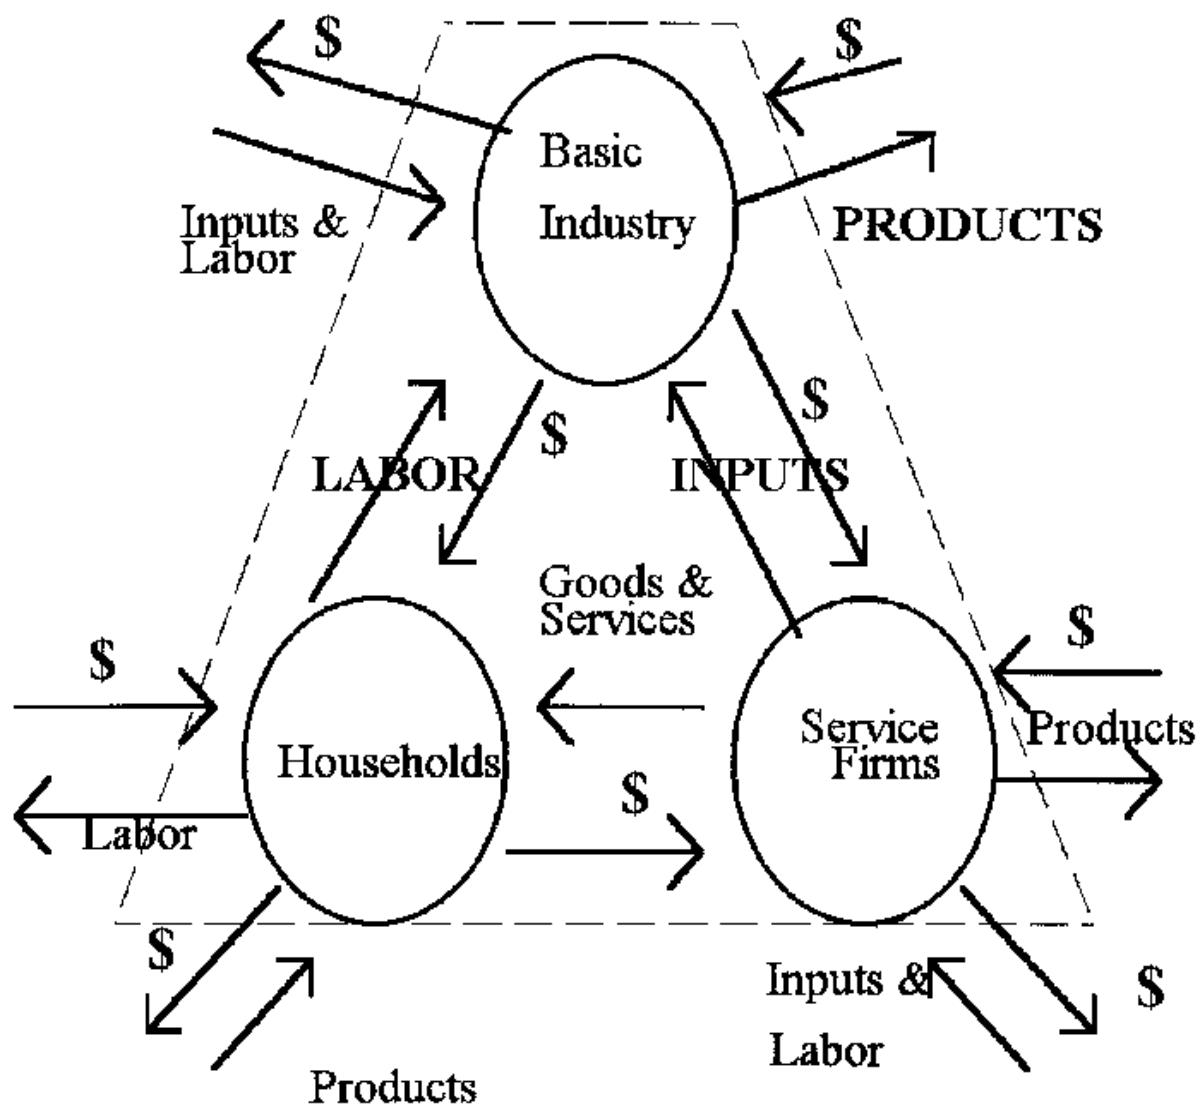 $
$
Basic
Industry
Inputs &
Labor
PRODUCTS
$
$
LABOR
INPUTS
Goods &
Services
$
$
Households
Service
Firms
Products
$
Labor
$
Inputs &
Labor
$
Products